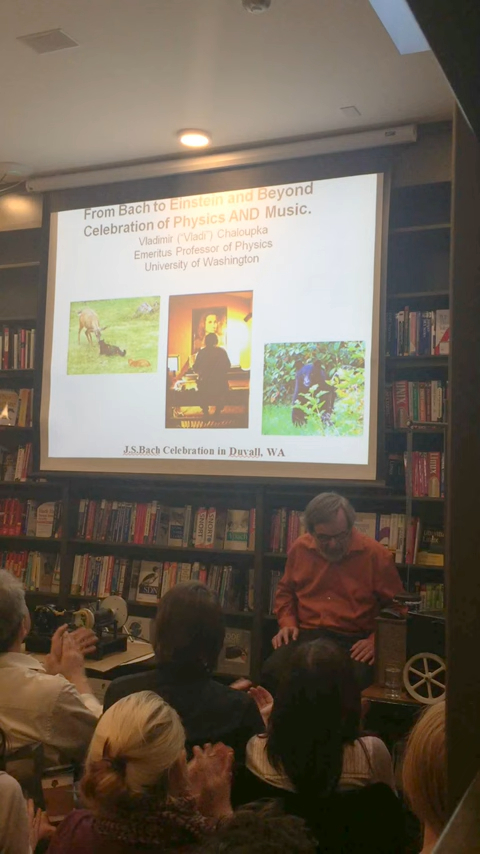 From Bach to Einstein and Beyond
Celebration of Physics AND Music.
Vladimir ("Vladi") Chaloupka
Emeritus Professor of Physics
University of Washington
J.S.Bach Celebration in Duvall, WA